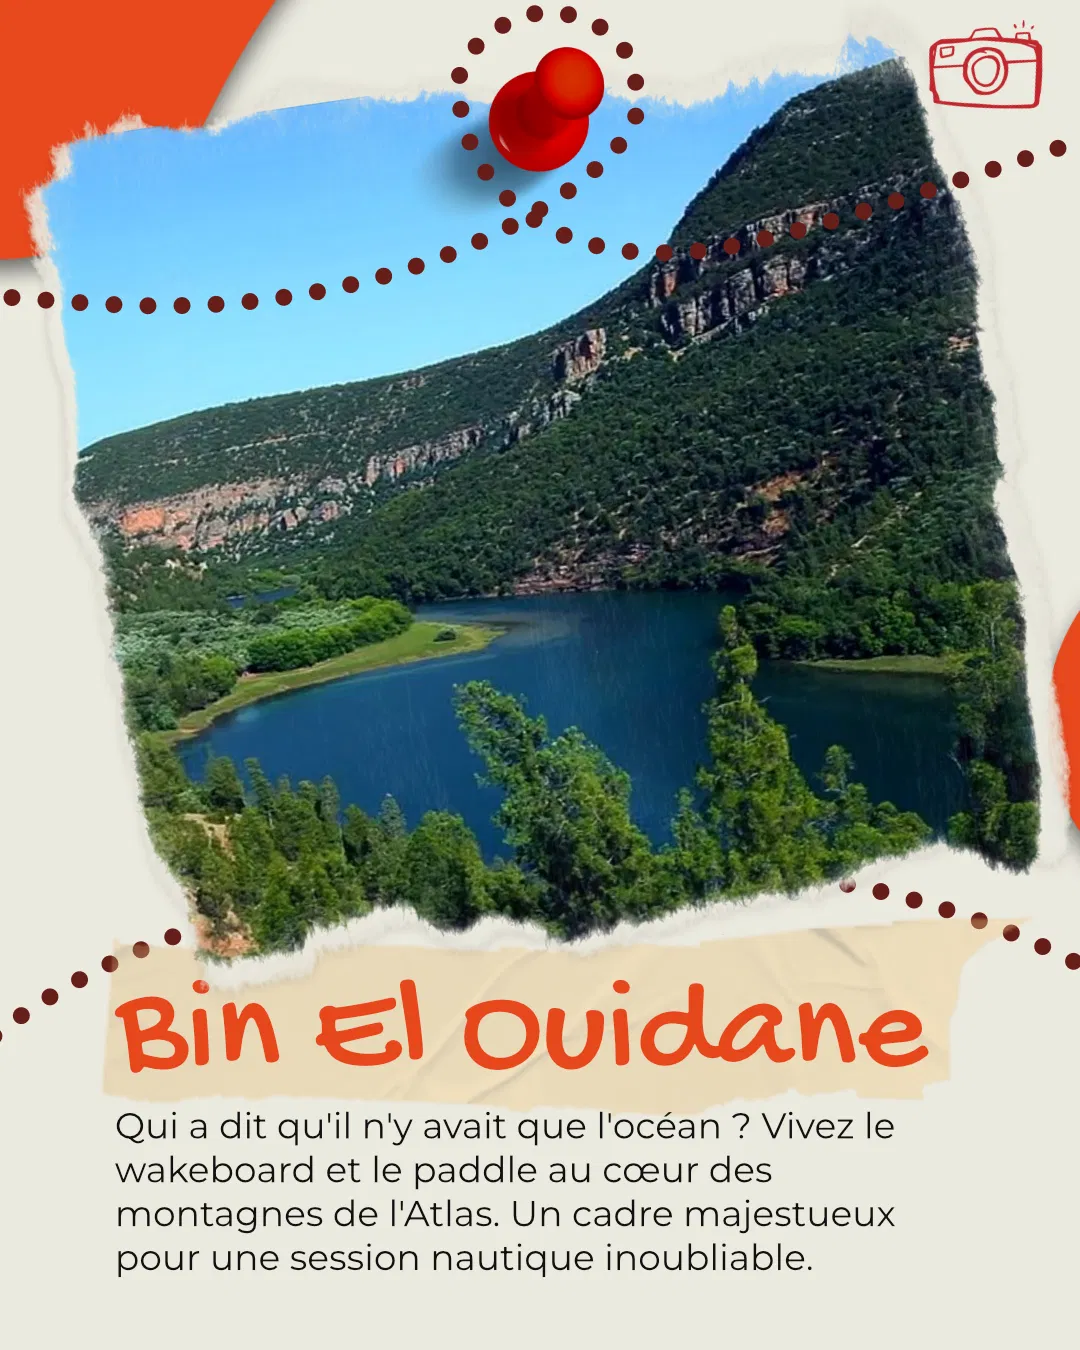 Bin El Ouidane
Qui a dit qu'il n'y avait que l'océan ? Vivez le
wakeboard et le paddle au cœur des
montagnes de l'Atlas. Un cadre majestueux
pour une session nautique inoubliable.